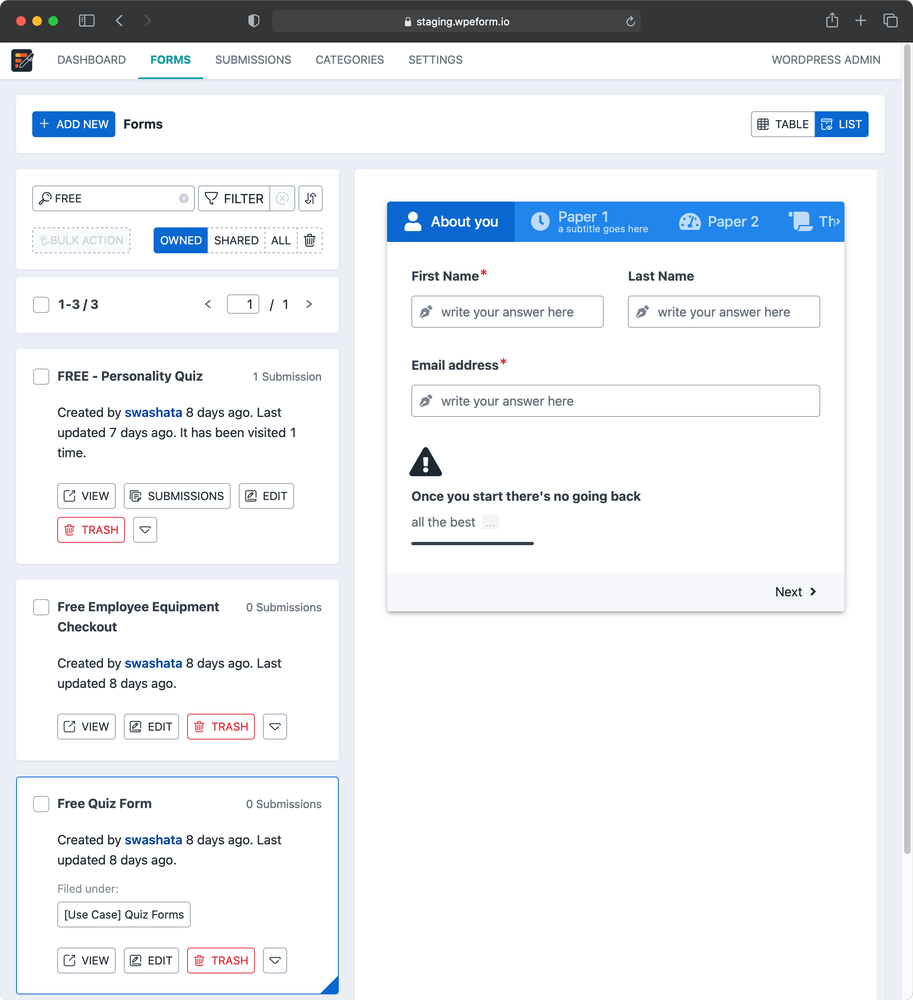 staging.wpeform.io
DASHBOARD FORMS SUBMISSIONS CATEGORIES SETTINGS WORDPRESS ADMIN
+ ADD NEW Forms TABLE LIST
FREE FILTER
BULK ACTION OWNED SHARED ALL
1-3 / 3 < 1 / 1 >
FREE - Personality Quiz 1 Submission
Created by swashata 8 days ago. Last
updated 7 days ago. It has been visited 1
time.
VIEW SUBMISSIONS EDIT
TRASH
Free Employee Equipment 0 Submissions
Checkout
Created by swashata 8 days ago. Last
updated 8 days ago.
VIEW EDIT TRASH
Free Quiz Form 0 Submissions
Created by swashata 8 days ago. Last
updated 8 days ago.
Filed under:
[Use Case] Quiz Forms
VIEW EDIT TRASH
About you
Paper 1
a subtitle goes here
Paper 2
Th
First Name* Last Name
write your answer here write your answer here
Email address*
write your answer here
Once you start there's no going back
all the best ...
Next >